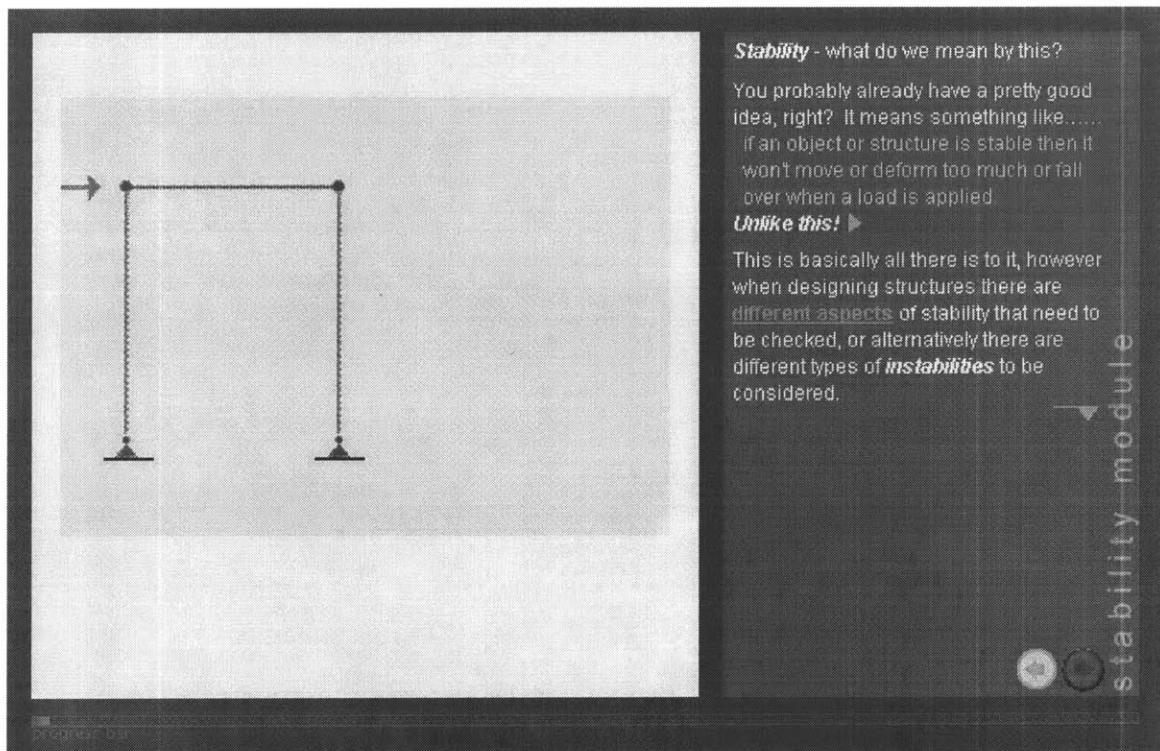 Stability - what do we mean by this?
You probably already have a pretty good
idea, right? It means something like......
if an object or structure is stable then it
won't move or deform too much or fall
over when a load is applied.
Unlike this!
This is basically all there is to it, however
when designing structures there are
different aspects of stability that need to
be checked, or alternatively there are
different types of instabilities to be
considered.
stability module
progress bar